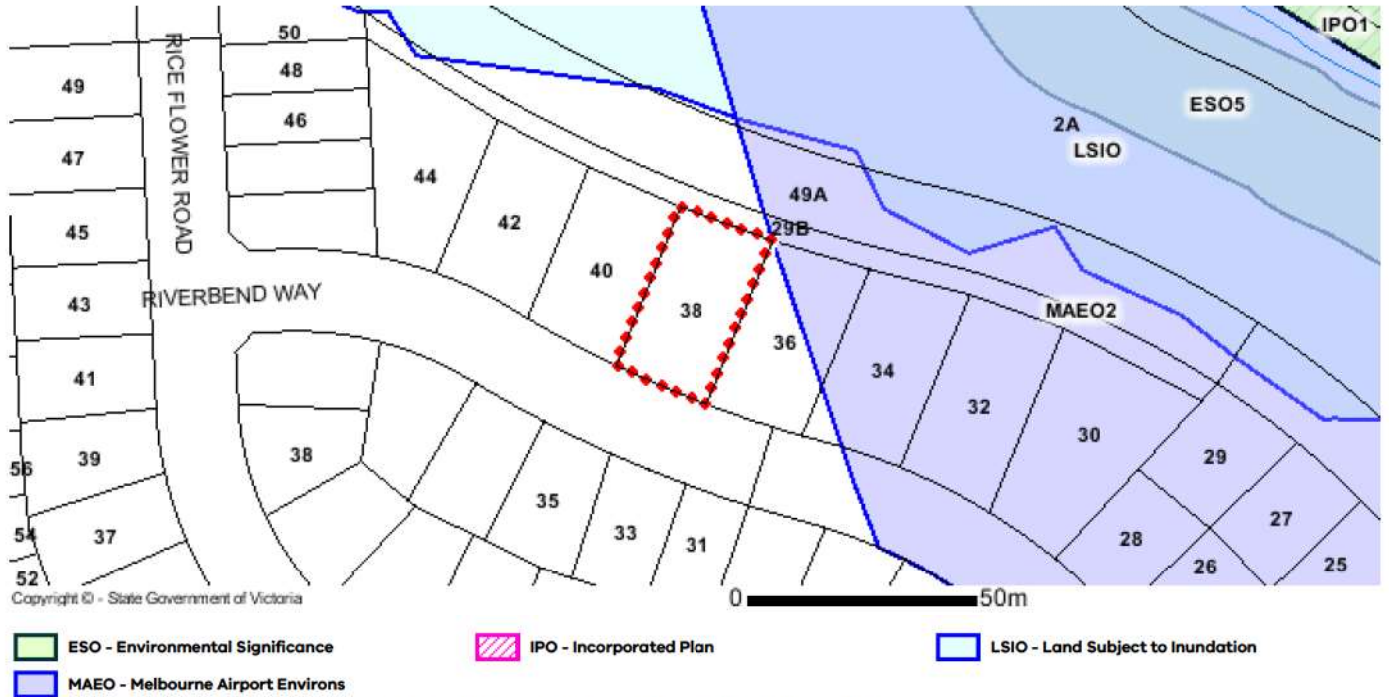 IPO1
50
49
48
ESO5
RICE FLOWER ROAD
46
2A
LSIO
47
44
49A
42
45
29B
40
RIVERBEND WAY
43
38
MAEO2
36
34
41
32
30
38
39
29
56
35
27
33
37
54
28
31
26
25
52
Copyright © - State Government of Victoria
0 50m
ESO - Environmental Significance
IPO - Incorporated Plan
LSIO - Land Subject to Inundation
MAEO - Melbourne Airport Environs